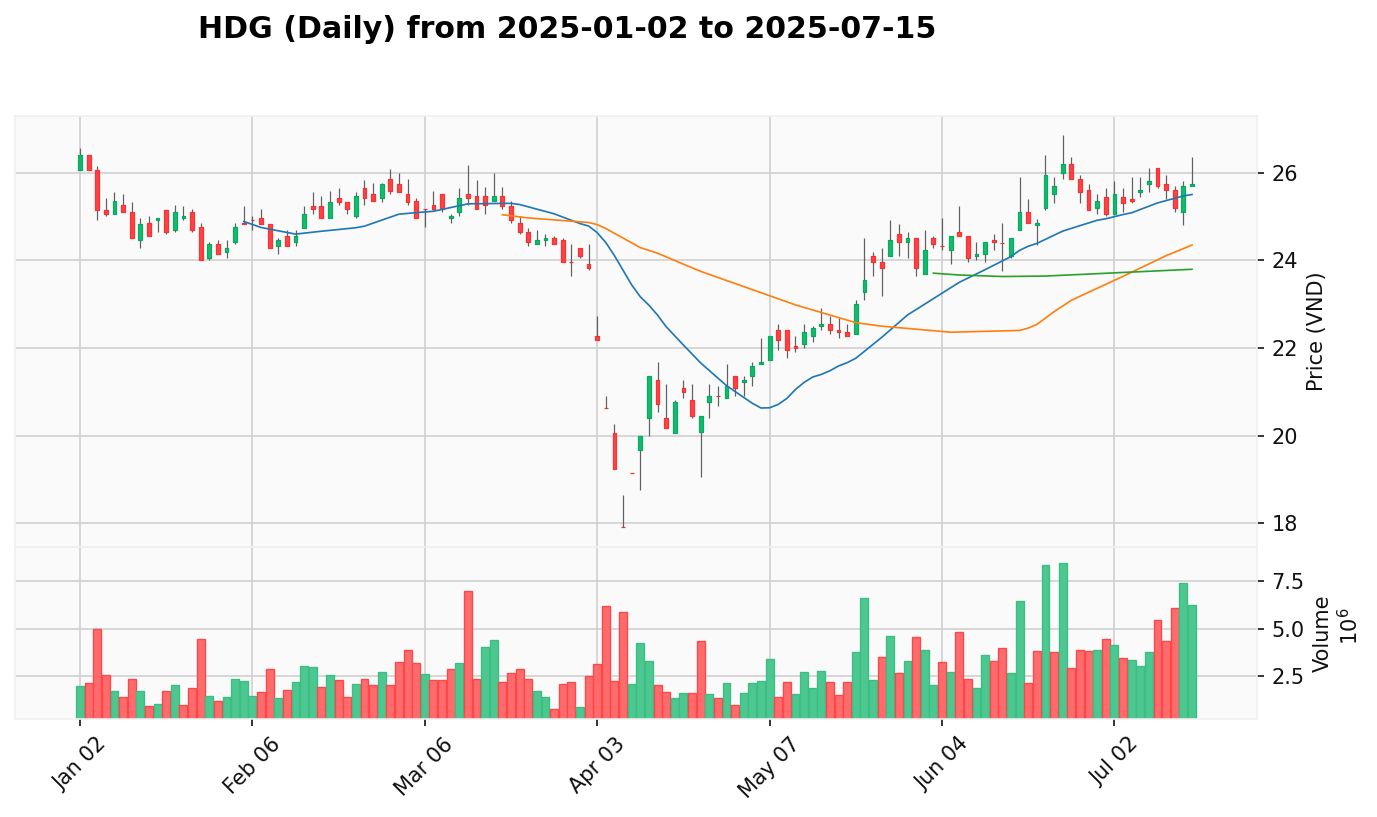 HDG (Daily) from 2025-01-02 to 2025-07-15
26
24
22
20
18
Price (VND)
7.5
5.0
2.5
Volume
10^6
Jan 02
Feb 06
Mar 06
Apr 03
May 07
Jun 04
Jul 02